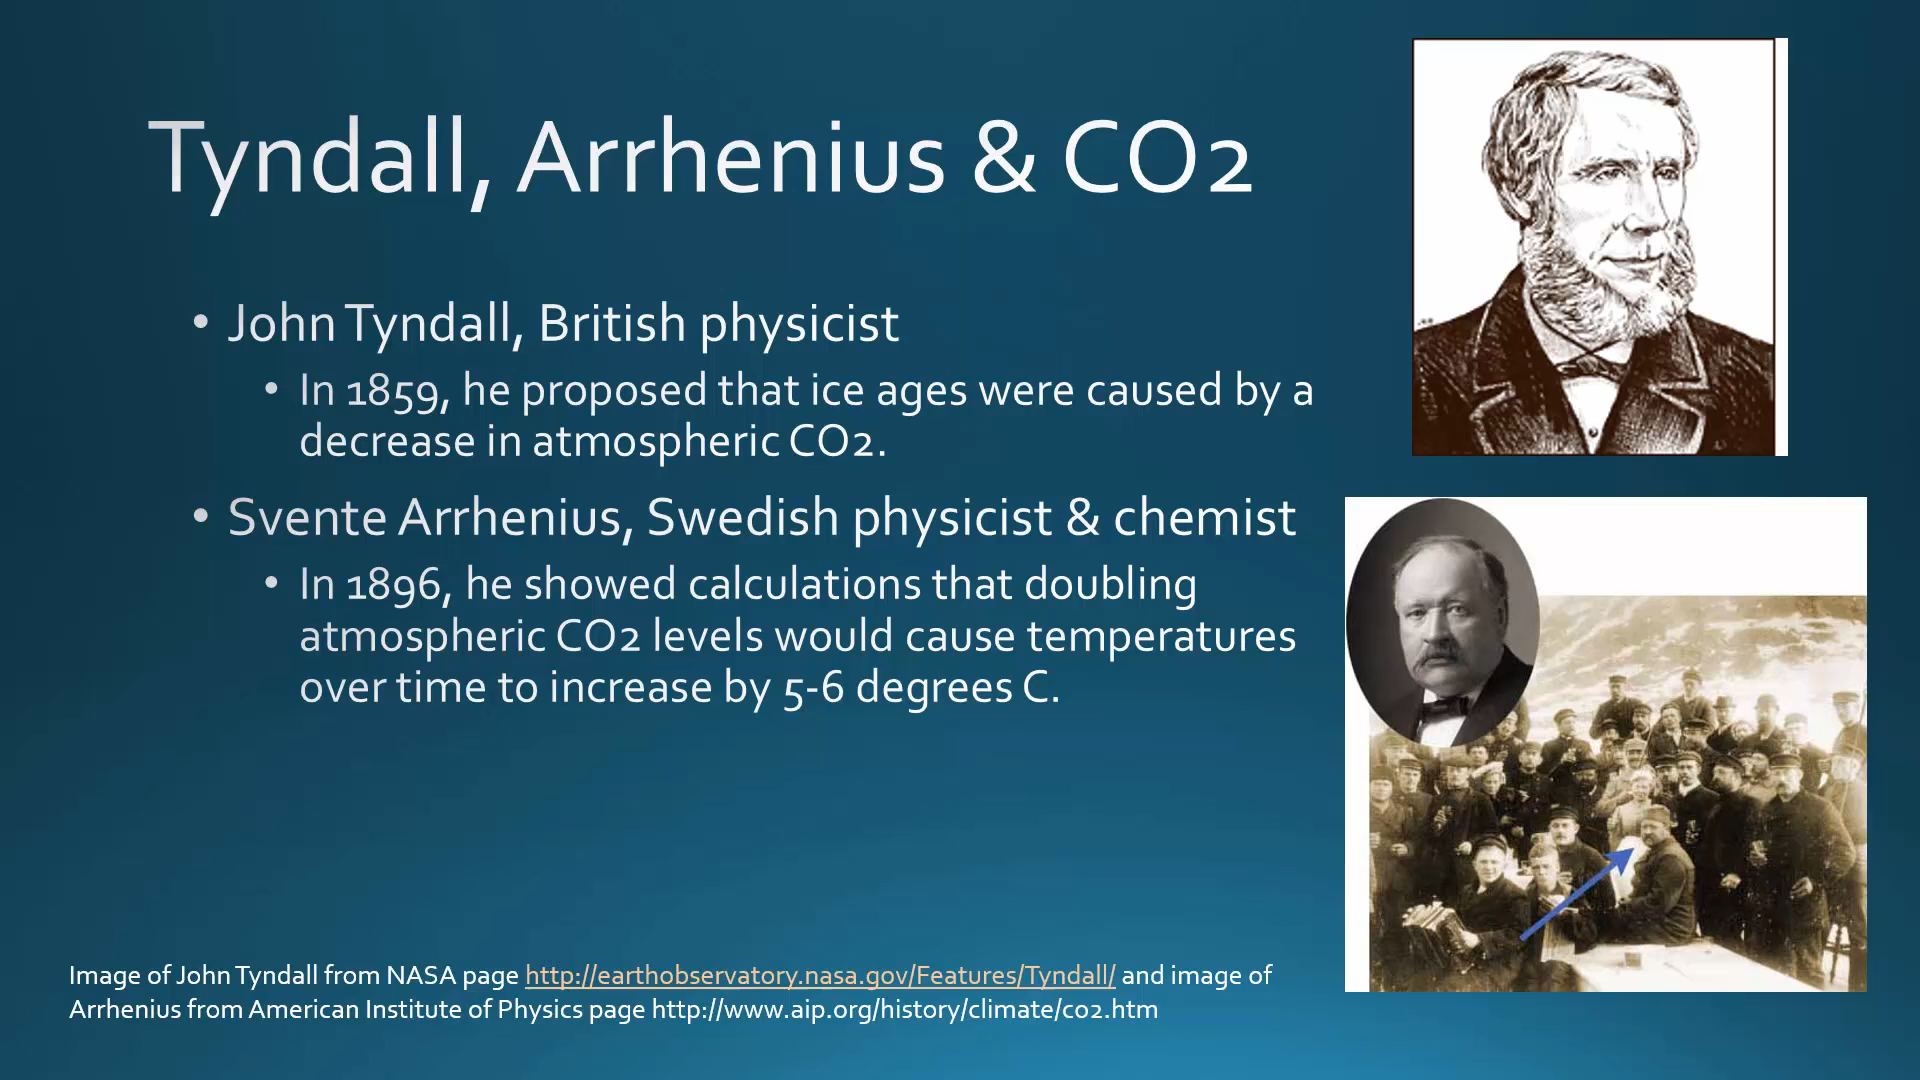 Tyndall, Arrhenius & CO2
• John Tyndall, British physicist
• In 1859, he proposed that ice ages were caused by a
decrease in atmospheric CO2.
• Svente Arrhenius, Swedish physicist & chemist
• In 1896, he showed calculations that doubling
atmospheric CO2 levels would cause temperatures
over time to increase by 5-6 degrees C.
Image of John Tyndall from NASA page http://earthobservatory.nasa.gov/Features/Tyndall/ and image of
Arrhenius from American Institute of Physics page http://www.aip.org/history/climate/co2.htm